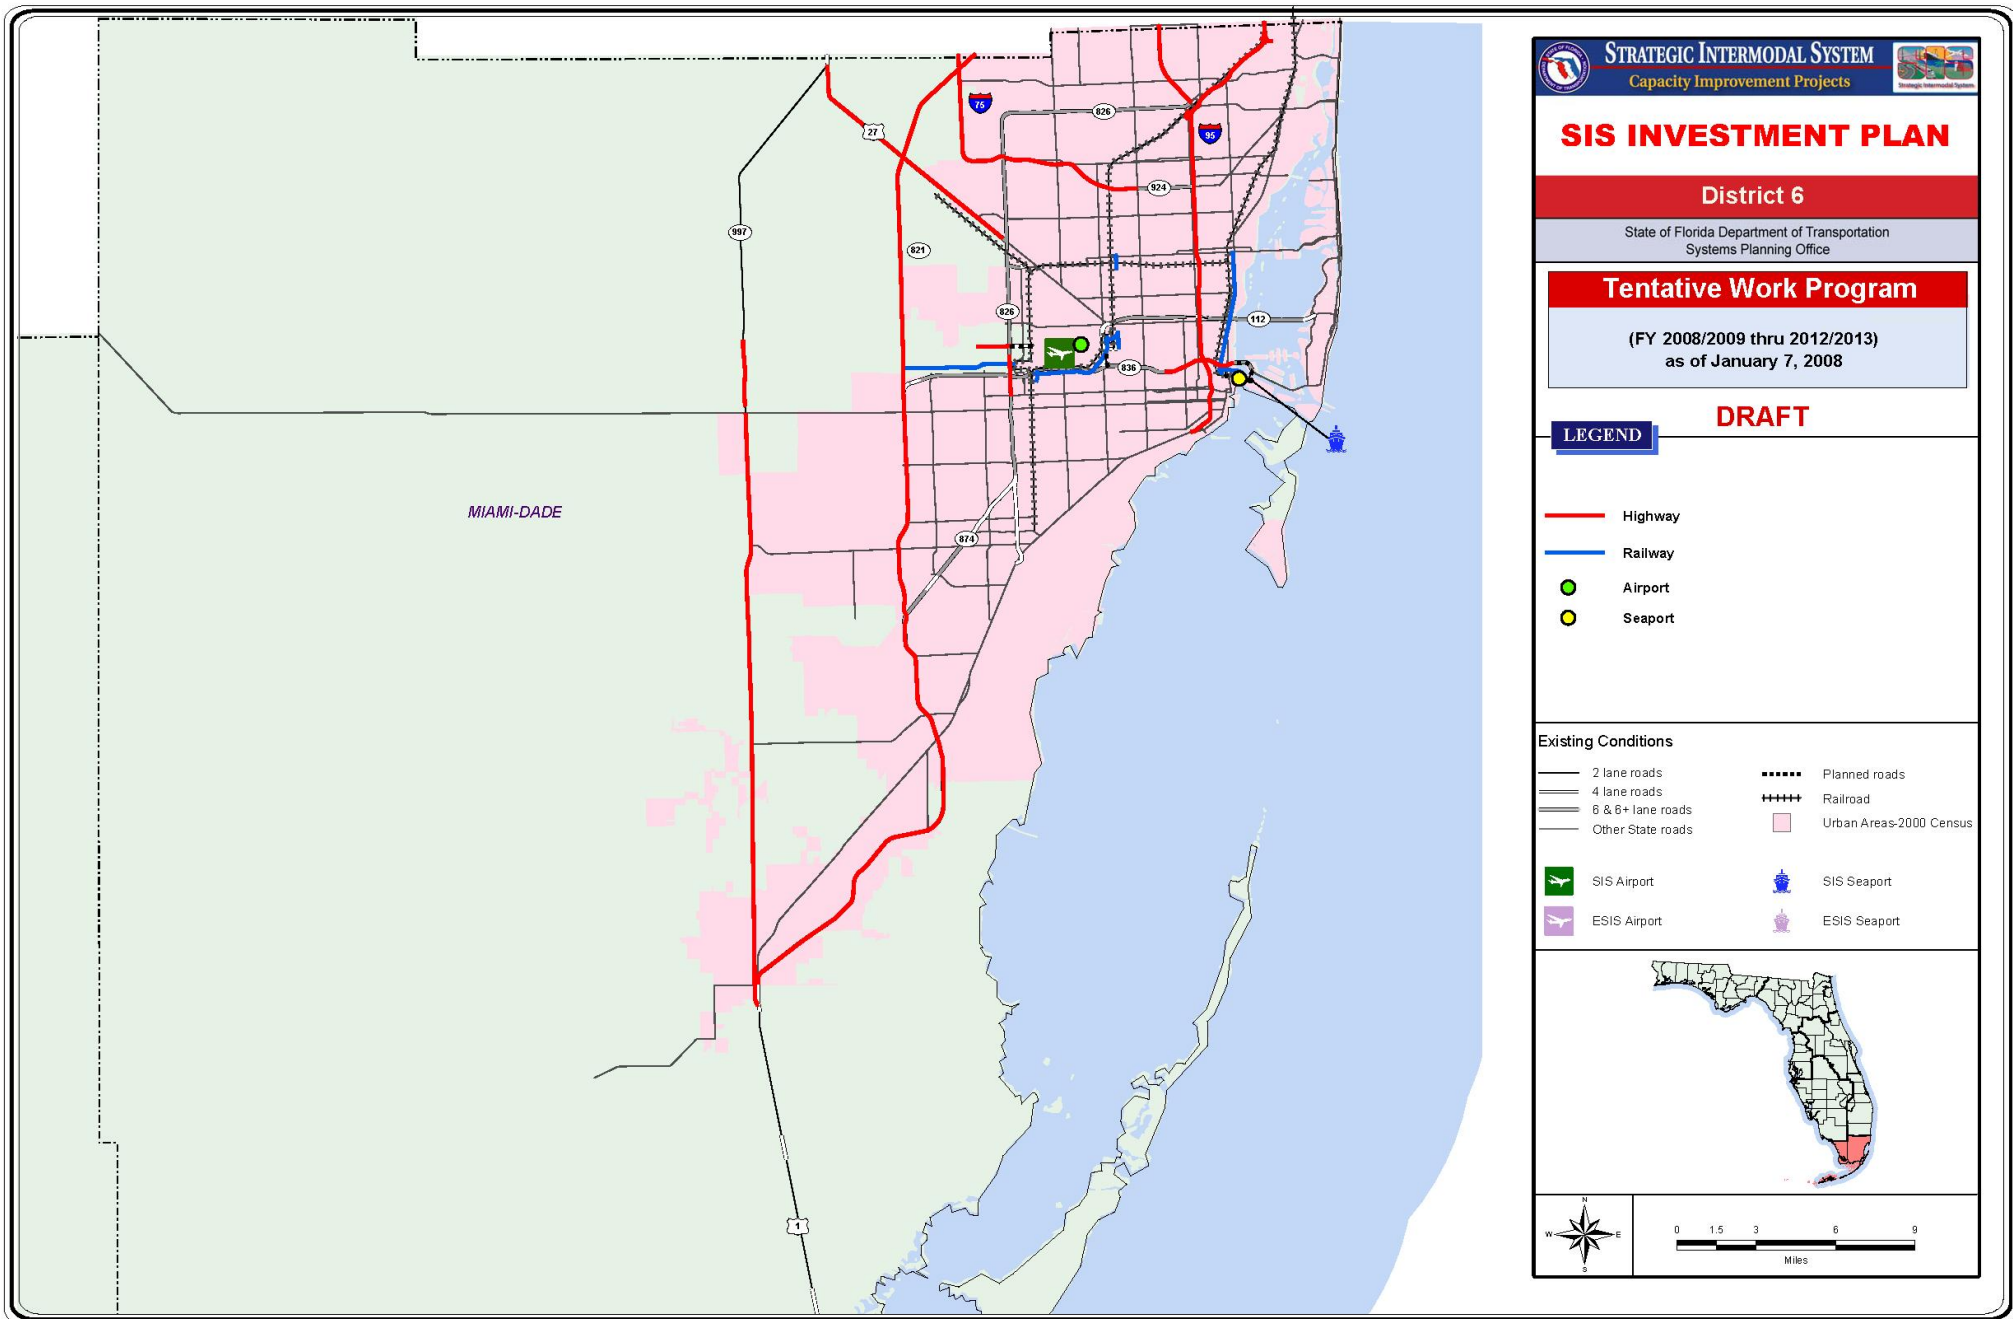 STRATEGIC INTERMODAL SYSTEM
Capacity Improvement Projects
SIS
Strategic Intermodal System
SIS INVESTMENT PLAN
District 6
State of Florida Department of Transportation
Systems Planning Office
Tentative Work Program
(FY 2008/2009 thru 2012/2013)
as of January 7, 2008
DRAFT
LEGEND
Highway
Railway
Airport
Seaport
Existing Conditions
2 lane roads
4 lane roads
6 & 6+ lane roads
Other State roads
Planned roads
Railroad
Urban Areas-2000 Census
SIS Airport
SIS Seaport
ESIS Airport
ESIS Seaport
N
W
E
S
0 1.5 3 6 9
Miles
75
826
27
95
924
997
821
826
112
836
MIAMI-DADE
874
1